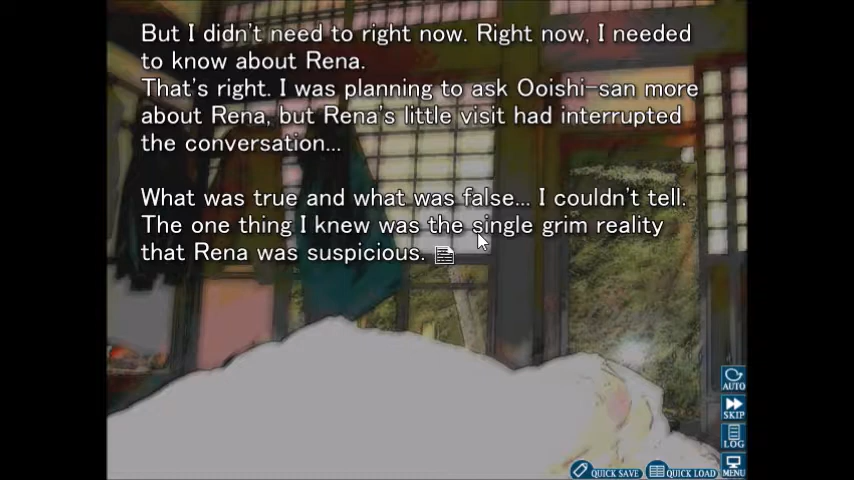 But I didn't need to right now. Right now, I needed
to know about Rena.
That's right. I was planning to ask Ooishi-san more
about Rena, but Rena's little visit had interrupted
the conversation...
What was true and what was false... I couldn't tell.
The one thing I knew was the single grim reality
that Rena was suspicious.
AUTO
SKIP
LOG
MENU
QUICK SAVE
QUICK LOAD